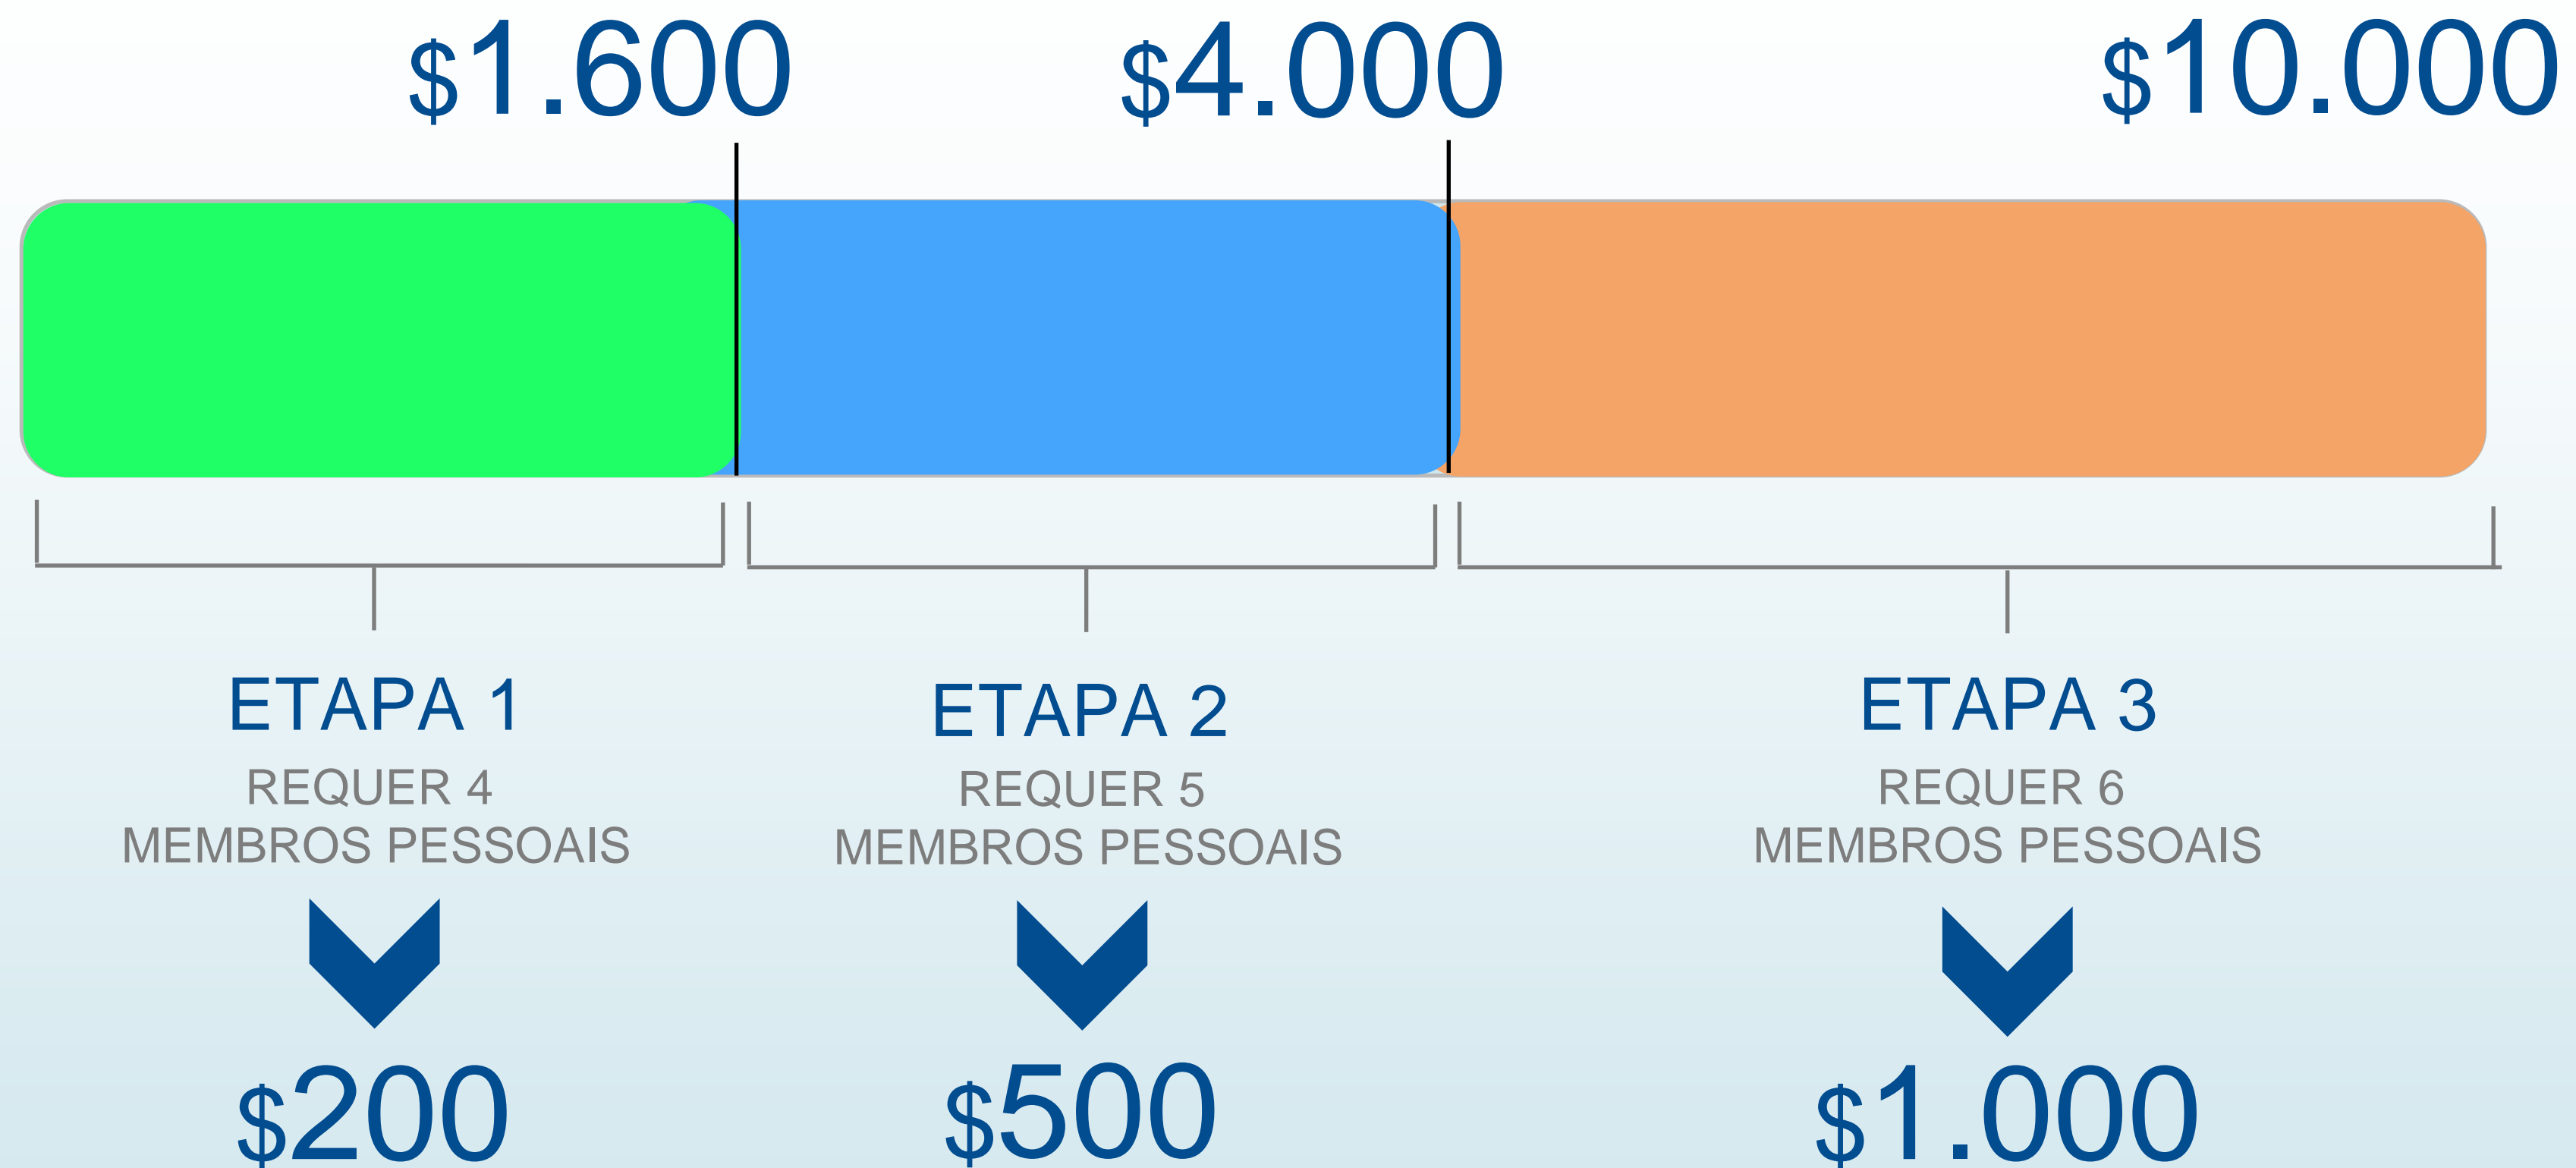 $1.600
$4.000
$10.000
ETAPA 1
REQUER 4
MEMBROS PESSOAIS
$200
ETAPA 2
REQUER 5
MEMBROS PESSOAIS
$500
ETAPA 3
REQUER 6
MEMBROS PESSOAIS
$1.000